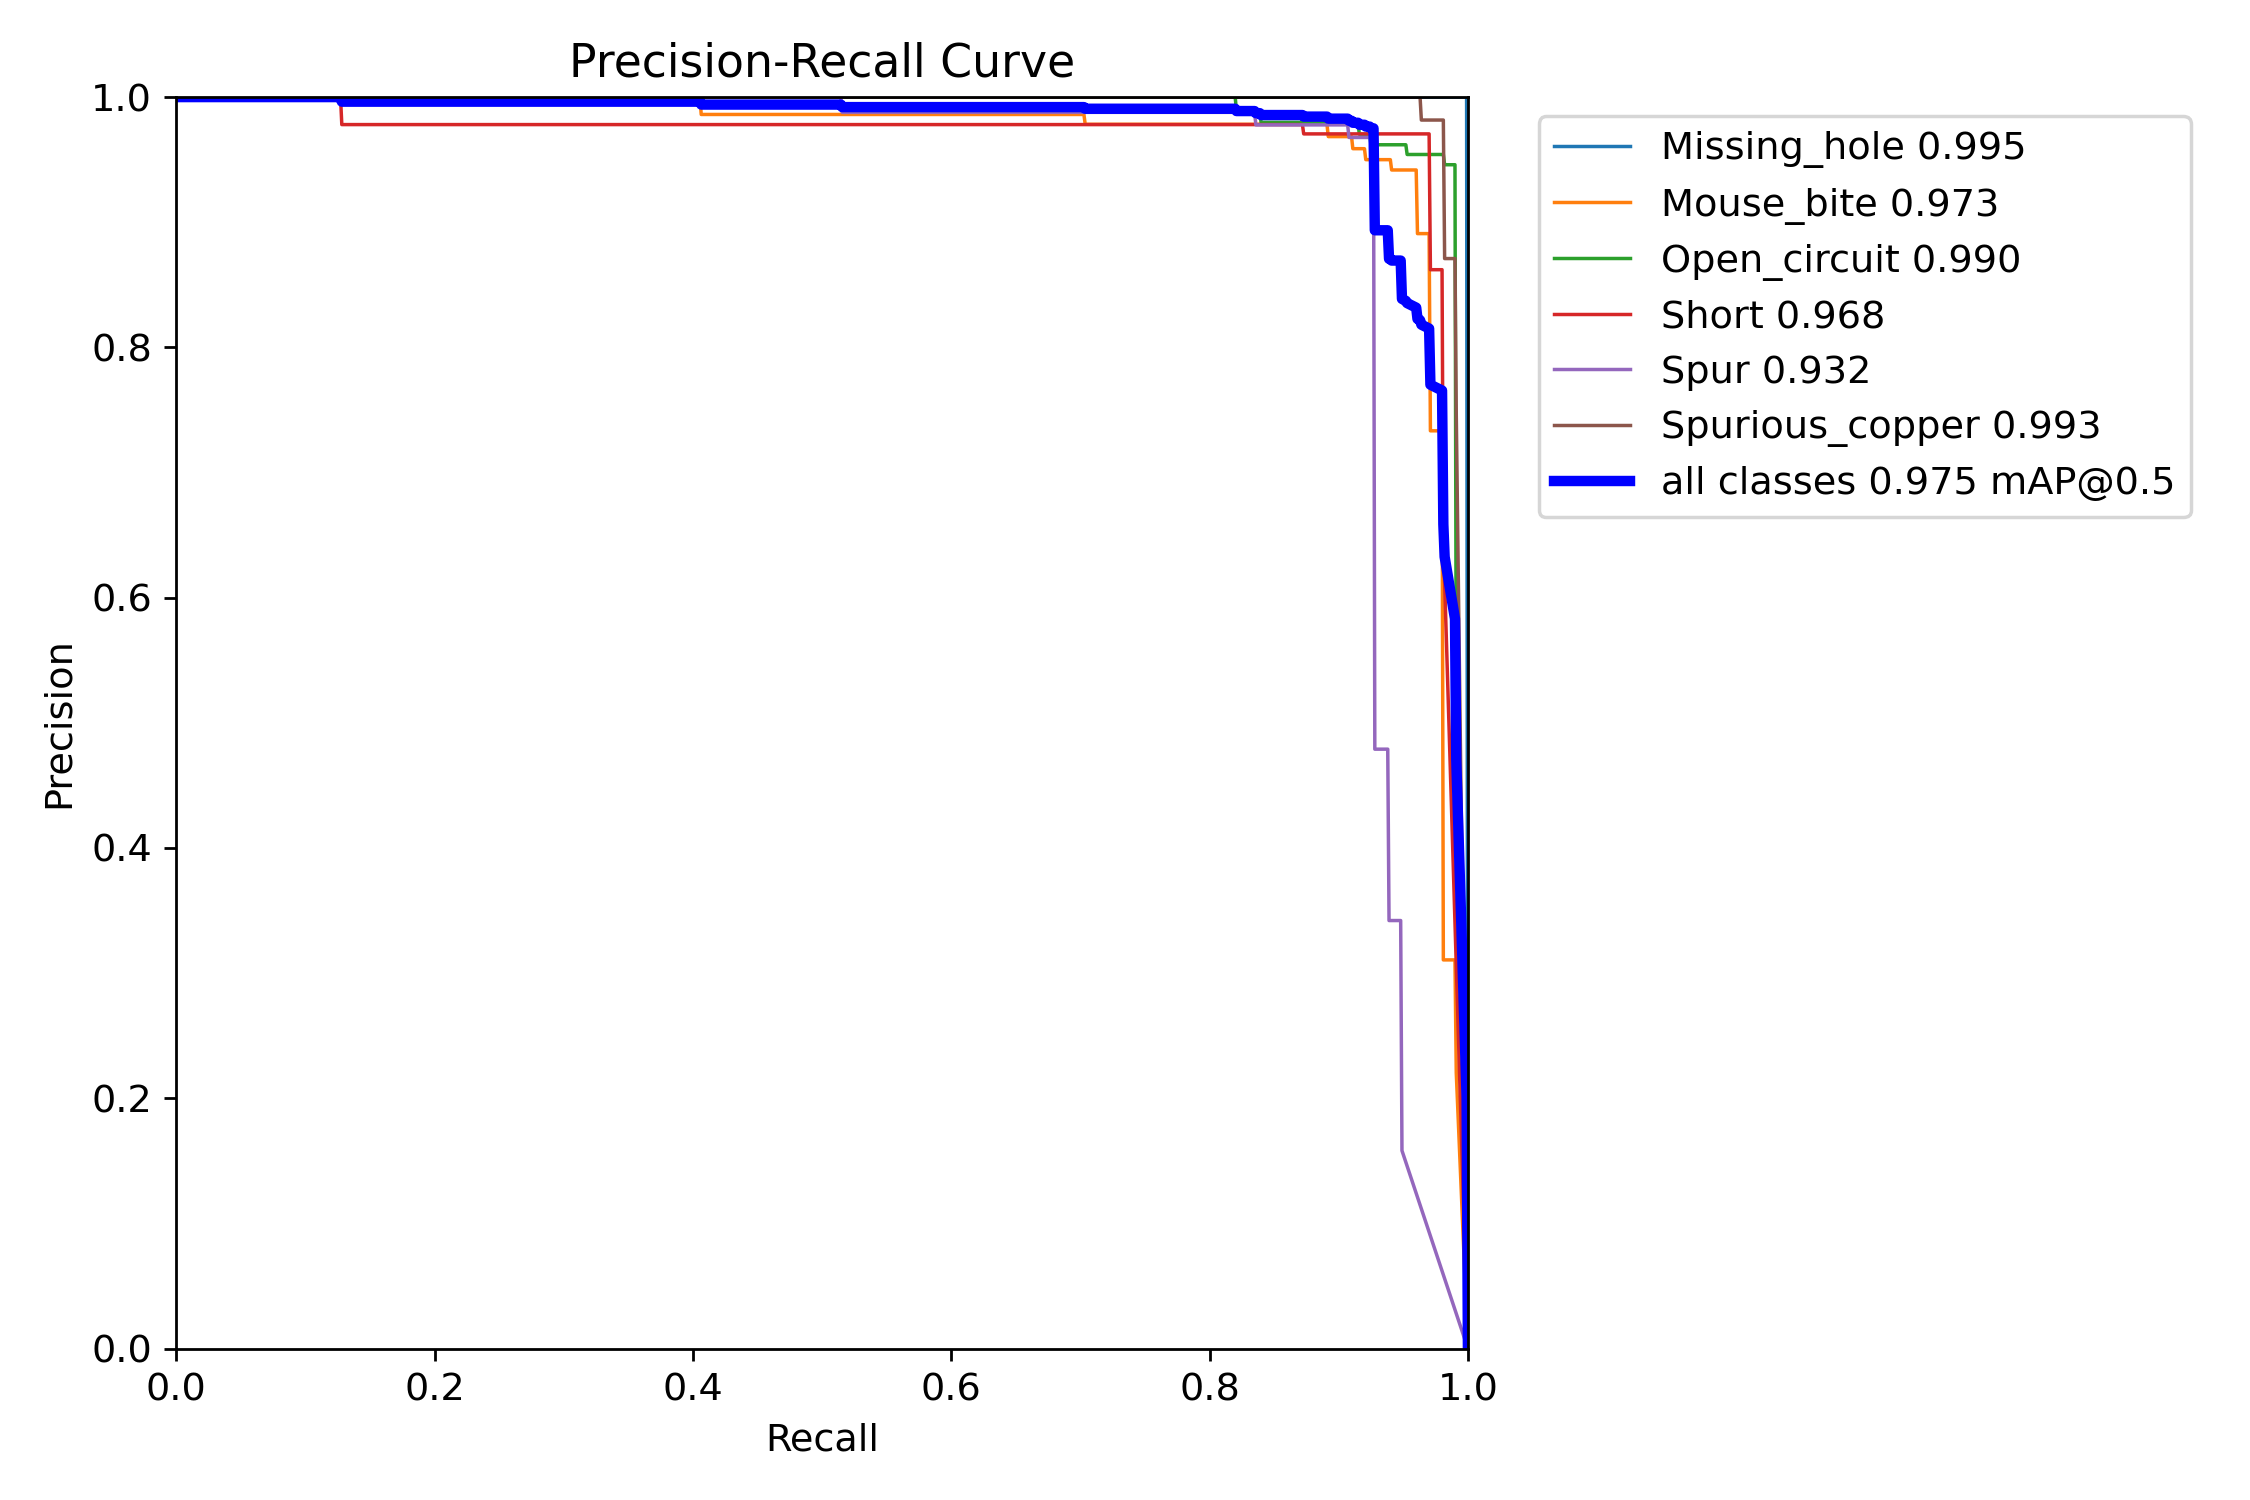 Precision-Recall Curve
1.0
0.8
0.6
0.4
0.2
0.0
Precision
0.0 0.2 0.4 0.6 0.8 1.0
Recall
Missing_hole 0.995
Mouse_bite 0.973
Open_circuit 0.990
Short 0.968
Spur 0.932
Spurious_copper 0.993
all classes 0.975 mAP@0.5